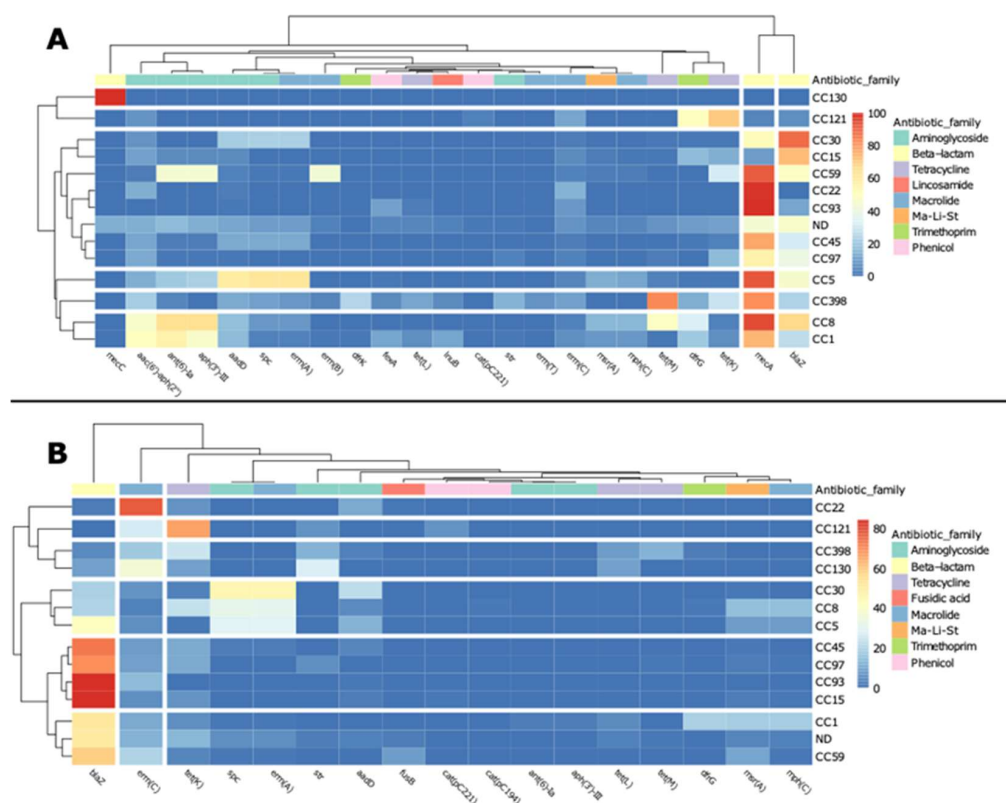 A
Antibiotic_family
CC130
CC121
CC30
CC15
CC59
CC22
CC93
ND
CC45
CC97
CC5
CC398
CC8
CC1
100
80
60
40
20
0
Antibiotic_family
Aminoglycoside
Beta-lactam
Tetracycline
Lincosamide
Macrolide
Ma-Li-St
Trimethoprim
Phenicol
mecC
aac(6')-aph(2'')
ant(6)-Ia
aph(3')-III
aadD
spc
erm(A)
erm(B)
dfrK
fexA
tet(L)
lnuB
cat(pC221)
str
erm(T)
erm(C)
msr(A)
mph(C)
tet(M)
dfrG
tet(K)
mecA
blaZ
B
Antibiotic_family
CC22
CC121
CC398
CC130
CC30
CC8
CC5
CC45
CC97
CC93
CC15
CC1
ND
CC59
80
60
40
20
0
Antibiotic_family
Aminoglycoside
Beta-lactam
Tetracycline
Fusidic acid
Macrolide
Ma-Li-St
Trimethoprim
Phenicol
blaZ
erm(C)
tet(K)
spc
erm(A)
str
aadD
fusB
cat(pC221)
cat(pC194)
ant(6)-Ia
aph(3')-III
tet(L)
tet(M)
dfrG
msr(A)
mph(C)